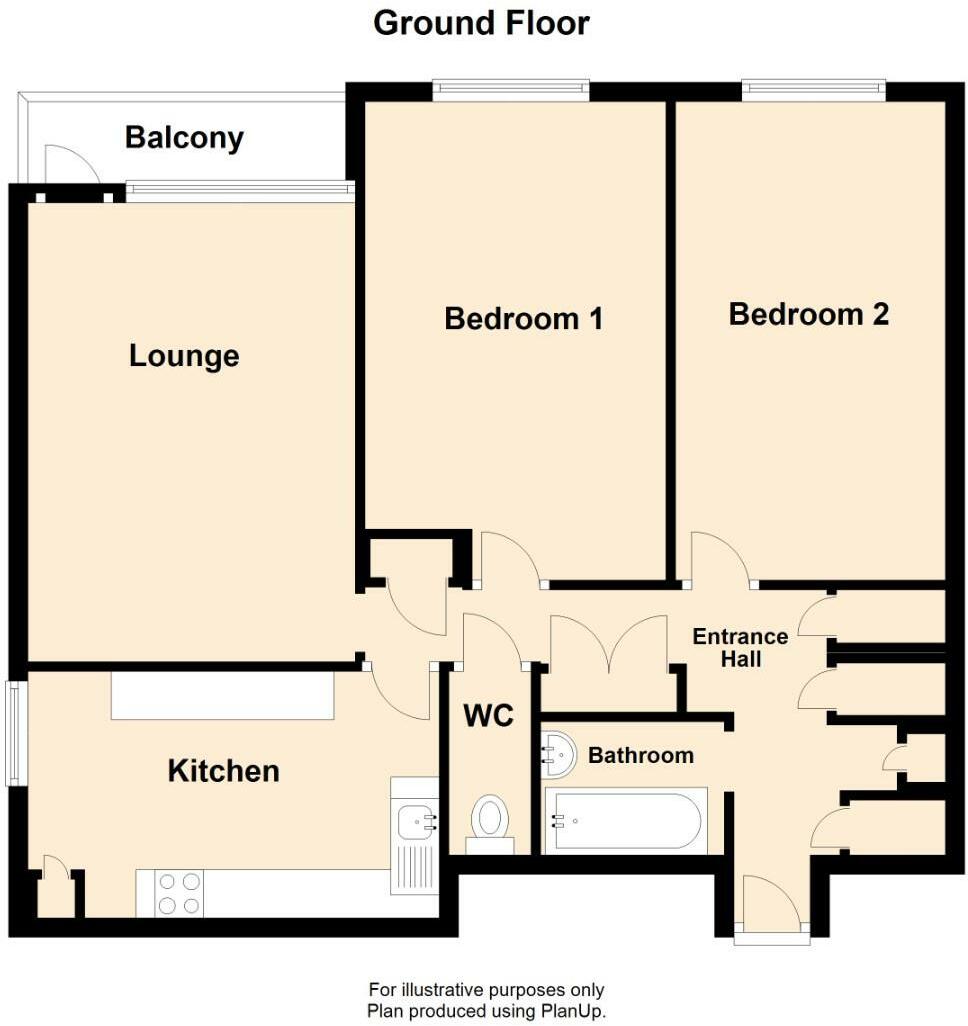 Ground Floor
Balcony
Lounge
Bedroom 1
Bedroom 2
Entrance
Hall
WC
Bathroom
Kitchen
For illustrative purposes only
Plan produced using PlanUp.